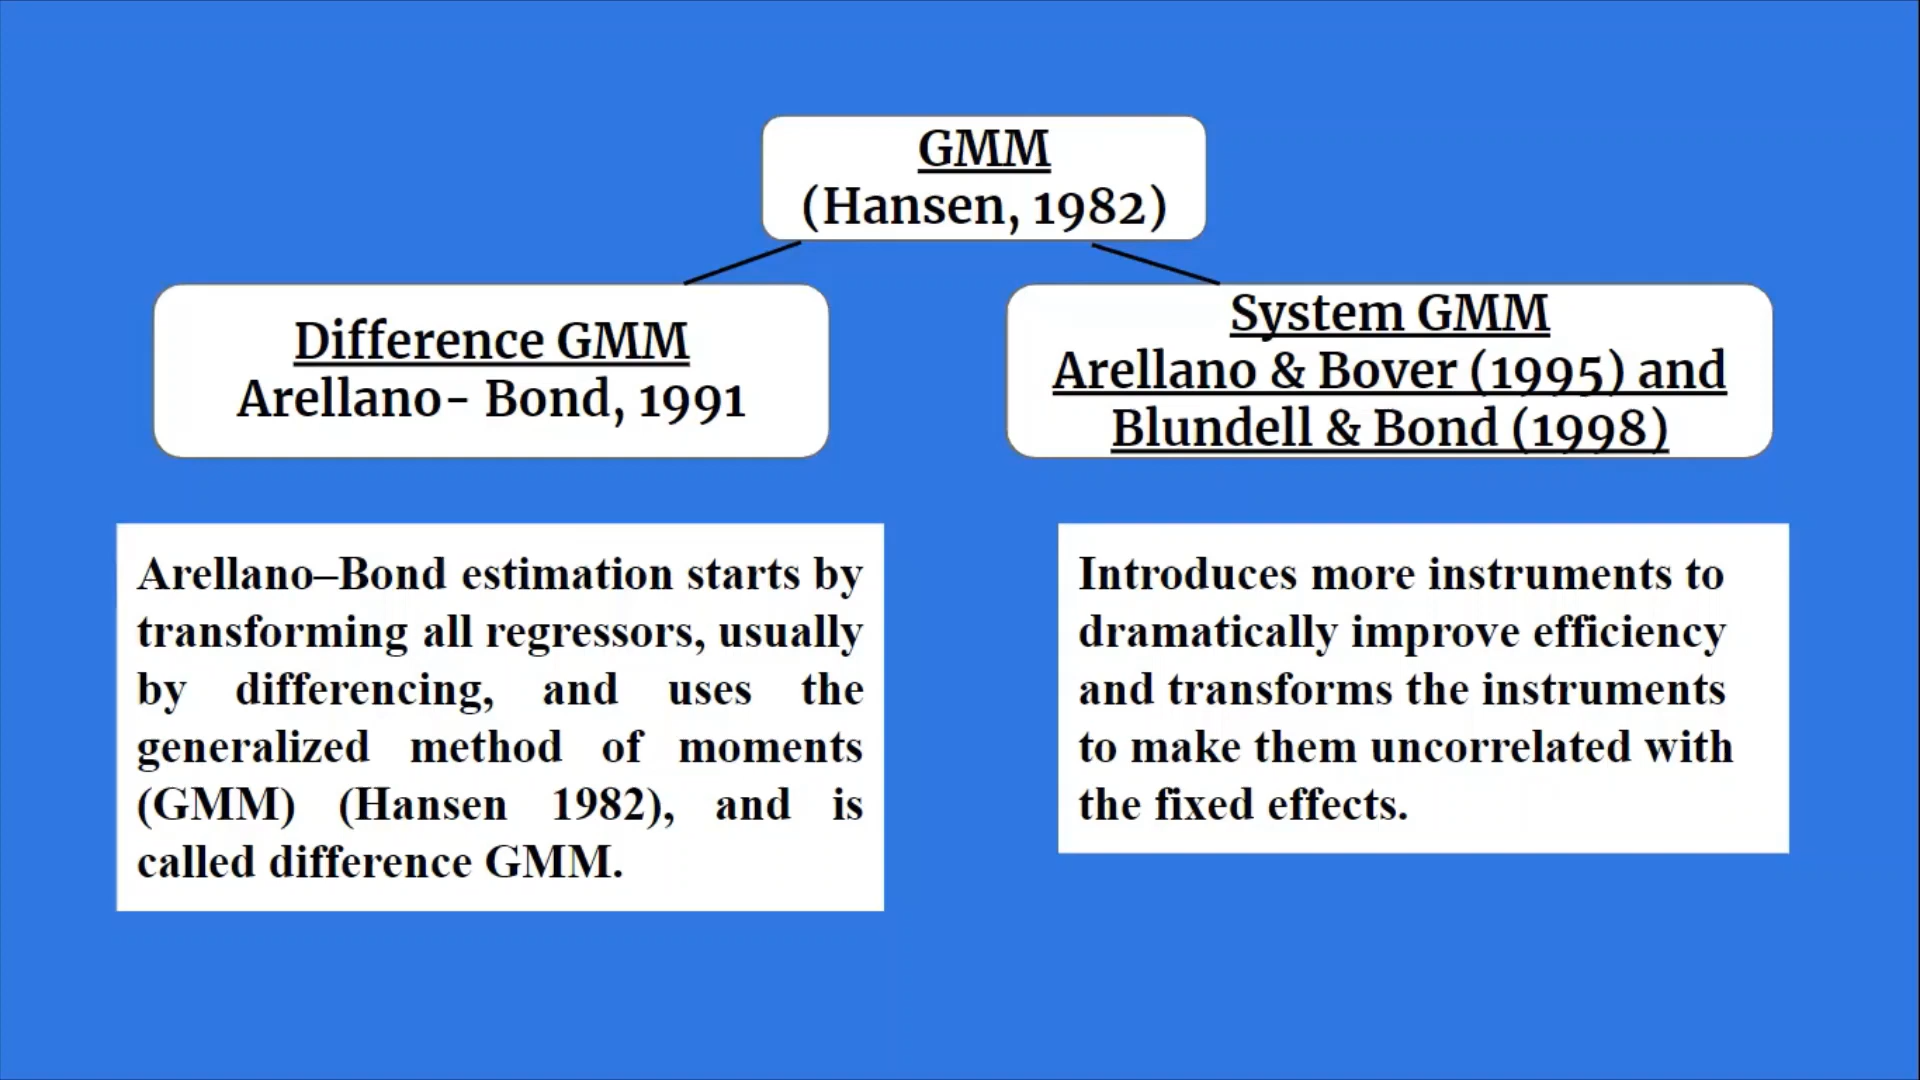 GMM
(Hansen, 1982)
Difference GMM
Arellano- Bond, 1991
System GMM
Arellano & Bover (1995) and
Blundell & Bond (1998)
Arellano–Bond estimation starts by
transforming all regressors, usually
by differencing, and uses the
generalized method of moments
(GMM) (Hansen 1982), and is
called difference GMM.
Introduces more instruments to
dramatically improve efficiency
and transforms the instruments
to make them uncorrelated with
the fixed effects.